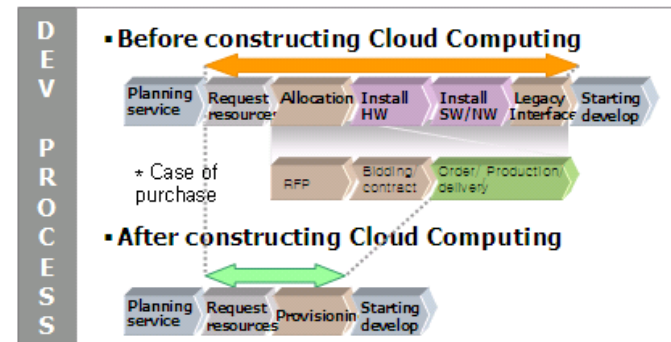 DEV PROCESS
▪ Before constructing Cloud Computing
Planning service
Request resources
Allocation
Install HW
Install SW/NW
Legacy Interface
Starting develop
* Case of purchase
RFP
Bidding/ contract
Order/ Production/ delivery
▪ After constructing Cloud Computing
Planning service
Request resources
Provisionin
Starting develop